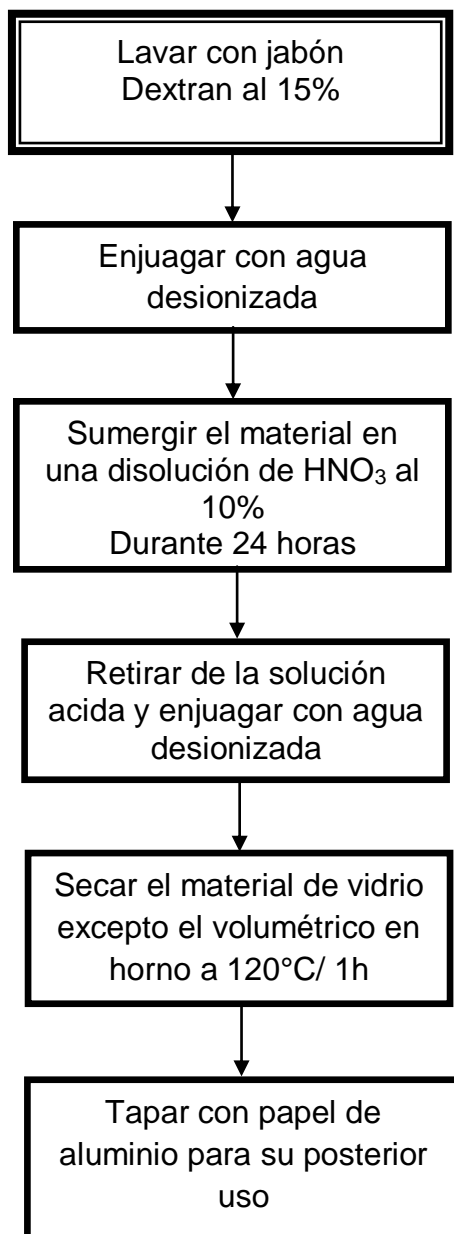 Lavar con jabón
Dextran al 15%
Enjuagar con agua
desionizada
Sumergir el material en
una disolución de HNO₃ al
10%
Durante 24 horas
Retirar de la solución
acida y enjuagar con agua
desionizada
Secar el material de vidrio
excepto el volumétrico en
horno a 120°C/ 1h
Tapar con papel de
aluminio para su posterior
uso